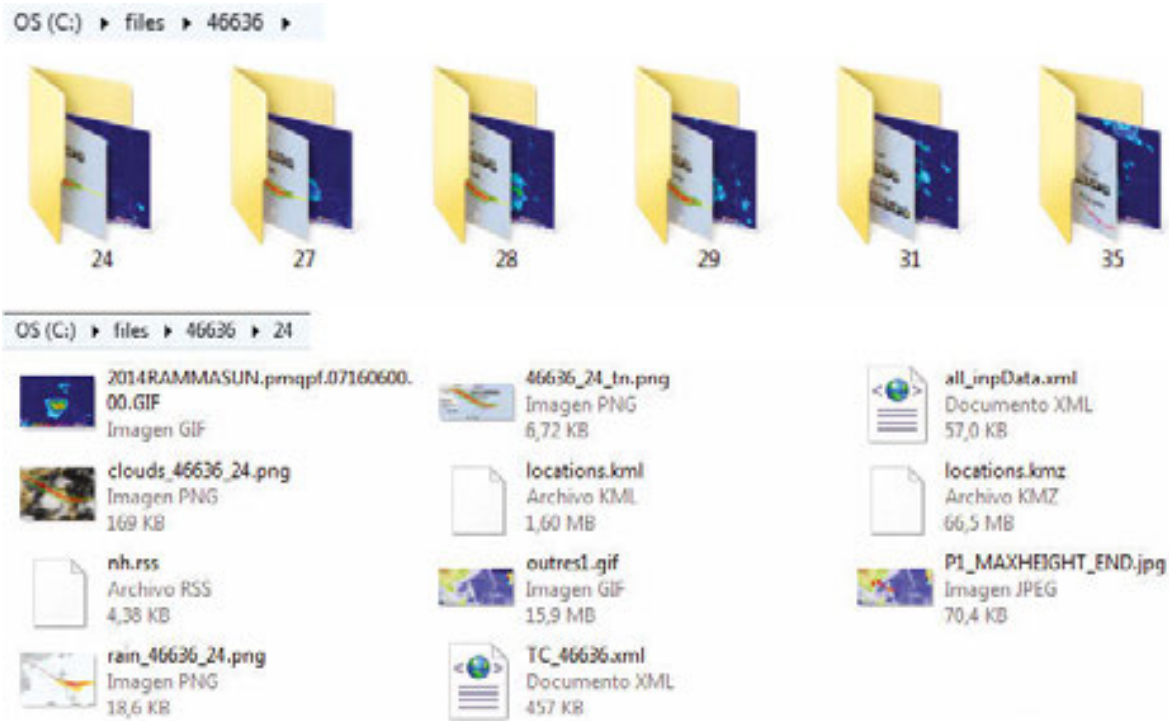 OS (C:) ▸ files ▸ 46636 ▸
24 27 28 29 31 35
OS (C:) ▸ files ▸ 46636 ▸ 24
2014RAMMASUN.pmqpf.07160600.
00.GIF
Imagen GIF
46636_24_tn.png
Imagen PNG
6,72 KB
all_inpData.xml
Documento XML
57,0 KB
clouds_46636_24.png
Imagen PNG
169 KB
locations.kml
Archivo KML
1,60 MB
locations.kmz
Archivo KMZ
66,5 MB
nh.rss
Archivo RSS
4,38 KB
outres1.gif
Imagen GIF
15,9 MB
P1_MAXHEIGHT_END.jpg
Imagen JPEG
70,4 KB
rain_46636_24.png
Imagen PNG
18,6 KB
TC_46636.xml
Documento XML
457 KB